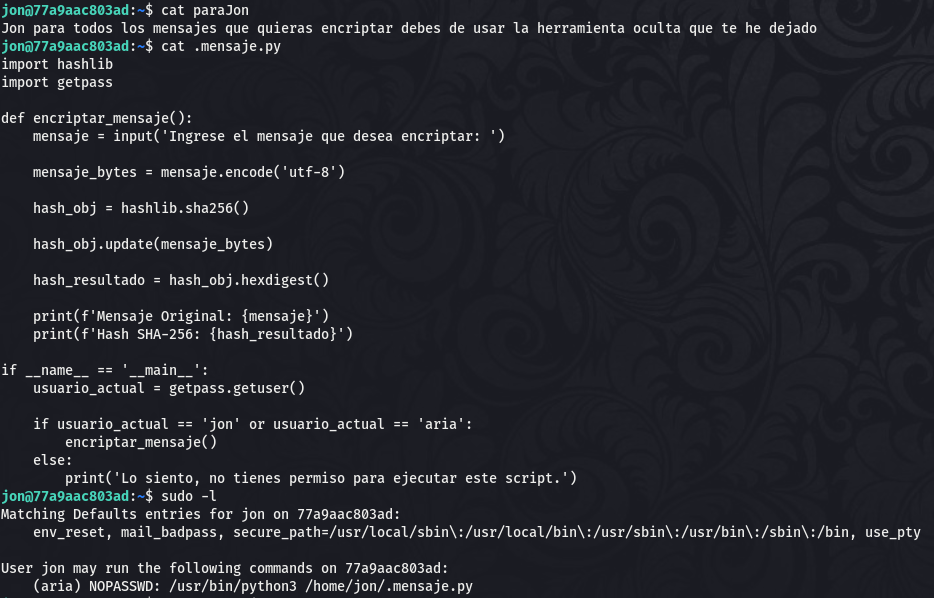 jon@77a9aac803ad:~$ cat paraJon
Jon para todos los mensajes que quieras encriptar debes de usar la herramienta oculta que te he dejado
jon@77a9aac803ad:~$ cat .mensaje.py
import hashlib
import getpass
def encriptar_mensaje():
    mensaje = input('Ingrese el mensaje que desea encriptar: ')
    mensaje_bytes = mensaje.encode('utf-8')
    hash_obj = hashlib.sha256()
    hash_obj.update(mensaje_bytes)
    hash_resultado = hash_obj.hexdigest()
    print(f'Mensaje Original: {mensaje}')
    print(f'Hash SHA-256: {hash_resultado}')
if __name__ == '__main__':
    usuario_actual = getpass.getuser()
    if usuario_actual == 'jon' or usuario_actual == 'aria':
        encriptar_mensaje()
    else:
        print('Lo siento, no tienes permiso para ejecutar este script.')
jon@77a9aac803ad:~$ sudo -l
Matching Defaults entries for jon on 77a9aac803ad:
    env_reset, mail_badpass, secure_path=/usr/local/sbin\:/usr/local/bin\:/usr/sbin\:/usr/bin\:/sbin\:/bin, use_pty
User jon may run the following commands on 77a9aac803ad:
    (aria) NOPASSWD: /usr/bin/python3 /home/jon/.mensaje.py